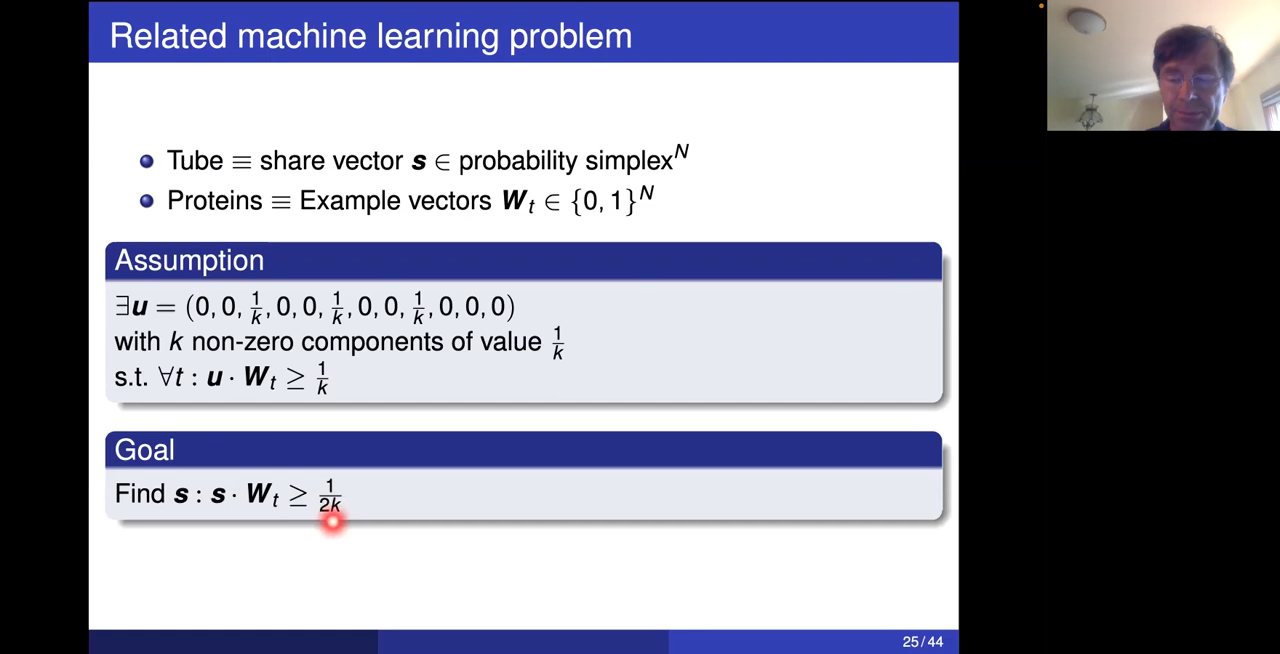 Related machine learning problem
Tube ≡ share vector s ∈ probability simplex^N
Proteins ≡ Example vectors W_t ∈ {0, 1}^N
Assumption
∃u = (0, 0, 1/k, 0, 0, 1/k, 0, 0, 1/k, 0, 0, 0)
with k non-zero components of value 1/k
s.t. ∀t : u · W_t ≥ 1/k
Goal
Find s : s · W_t ≥ 1/2k
25 / 44